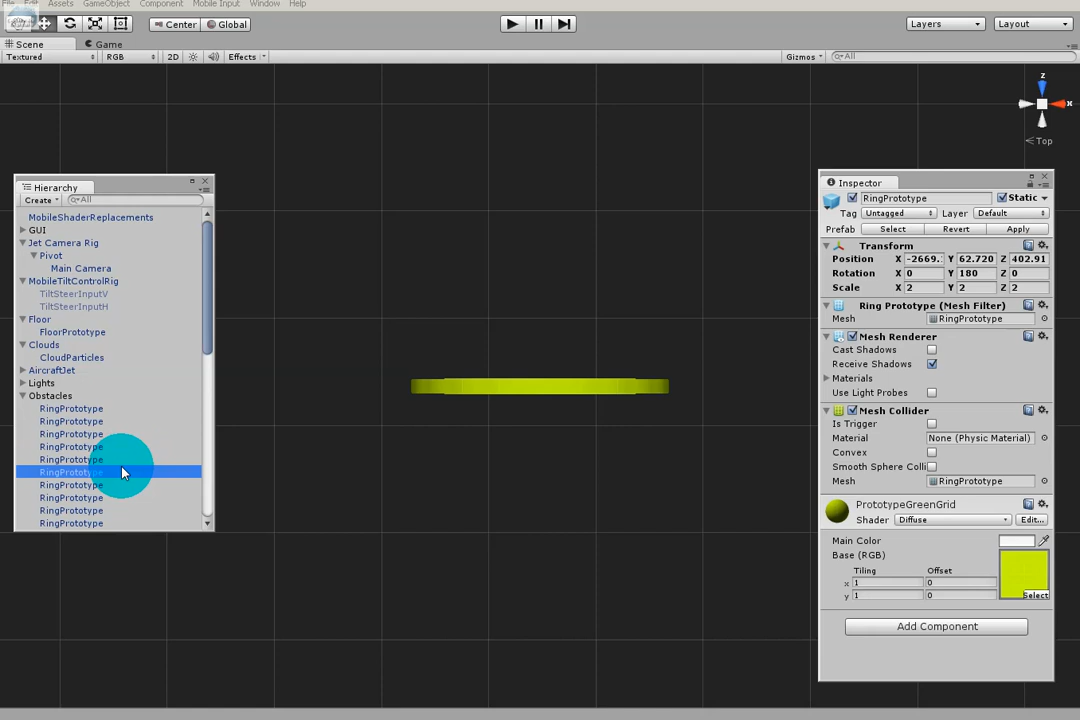 File Edit Assets GameObject Component Mobile Input Window Help
Center Global
Layers Layout
Scene Game
Textured RGB 2D Effects Gizmos All
z
x
Top
Hierarchy
Create All
MobileShaderReplacements
GUI
Jet Camera Rig
Pivot
Main Camera
MobileTiltControlRig
TiltSteerInputV
TiltSteerInputH
Floor
FloorPrototype
Clouds
CloudParticles
AircraftJet
Lights
Obstacles
RingPrototype
RingPrototype
RingPrototype
RingPrototype
RingPrototype
RingPrototype
RingPrototype
RingPrototype
RingPrototype
RingPrototype
Inspector
RingPrototype Static
Tag Untagged Layer Default
Prefab Select Revert Apply
Transform
Position X -2669. Y 62.720 Z 402.91
Rotation X 0 Y 180 Z 0
Scale X 2 Y 2 Z 2
Ring Prototype (Mesh Filter)
Mesh RingPrototype
Mesh Renderer
Cast Shadows
Receive Shadows
Materials
Use Light Probes
Mesh Collider
Is Trigger
Material None (Physic Material)
Convex
Smooth Sphere Colli
Mesh RingPrototype
PrototypeGreenGrid
Shader Diffuse Edit...
Main Color
Base (RGB)
Tiling Offset
x 1 0
y 1 0
Select
Add Component